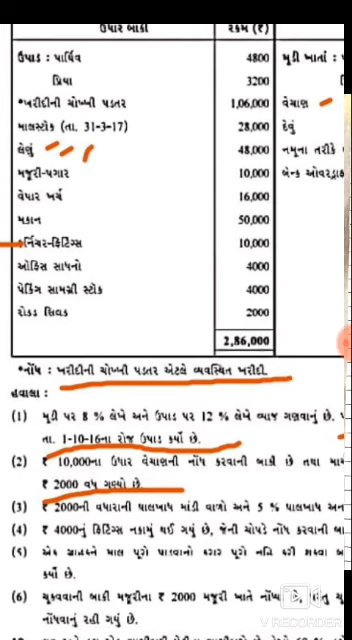 ઉધાર બાકી રકમ (₹)
ઉપાડ : પાર્થિવ 4800 મૂડી ખાતાં :
પ્રિયા 3200
*ખરીદીની ચોખ્ખી પડતર 1,06,000 વેચાણ
માલસ્ટૉક (તા. 31-3-17) 28,000 દેવું
લેણું 48,000 નમુના તરીકે
મજૂરી-પગાર 10,000 બેન્ક ઓવરડ્રા
વેપાર ખર્ચ 16,000
મકાન 50,000
ફર્નિચર-ફિટિંગ્સ 10,000
ઓફિસ સાધનો 4000
પેકિંગ સામગ્રી સ્ટૉક 4000
રોકડ સિલક 2000
2,86,000
*નોંધ : ખરીદીની ચોખ્ખી પડતર એટલે વ્યવસ્થિત ખરીદી.
હવાલા :
(1) મૂડી પર 8 % લેખે અને ઉપાડ પર 12 % લેખે વ્યાજ ગણવાનું છે.
તા. 1-10-16ના રોજ ઉપાડ કર્યો છે.
(2) ₹ 10,000ના ઉધાર વેચાણની નોંધ કરવાની બાકી છે તથા
₹ 2000 વધુ ગણ્યો છે.
(3) ₹ 2000ની વધારાની ઘાલખાધ માંડી વાળો અને 5 % ઘાલખાધ
(4) ₹ 4000નું ફિટિંગ્સ નકામું થઈ ગયું છે, જેની ચોપડે નોંધ કરવાની
(5) એક ગ્રાહકને માલ પૂરો પાડવાનો કરાર પૂરો નહિ કરી શકવા
કર્યો છે.
(6) ચૂકવવાની બાકી મજૂરીના ₹ 2000 મજૂરી ખાતે
નોંધવાનું રહી ગયું છે.
V RECORDER